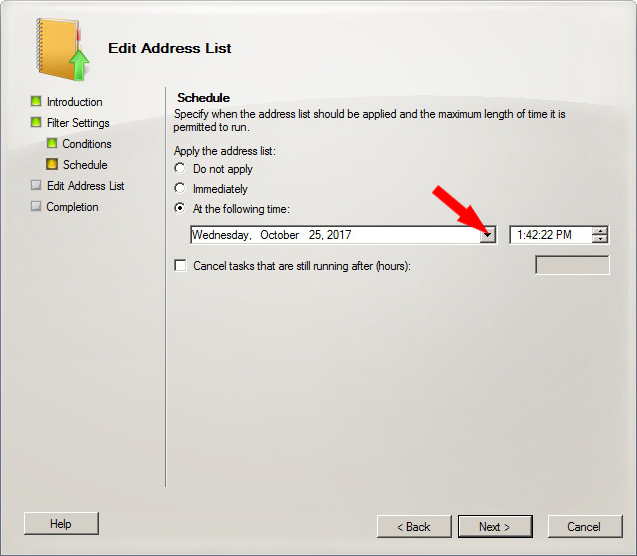 Edit Address List
Introduction
Filter Settings
Conditions
Schedule
Edit Address List
Completion
Schedule
Specify when the address list should be applied and the maximum length of time it is
permitted to run.
Apply the address list:
Do not apply
Immediately
At the following time:
Wednesday, October 25, 2017 1:42:22 PM
Cancel tasks that are still running after (hours):
Help < Back Next > Cancel